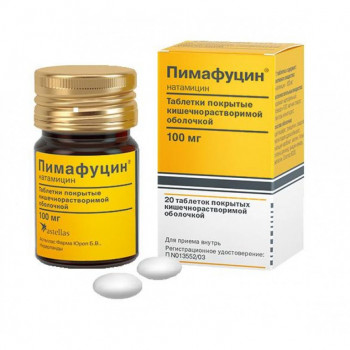 Пимафуцин®
натамицин
Таблетки покрытые
кишечнорастворимой
оболочкой
100 мг
astellas
Пимафуцин®
натамицин
Таблетки покрытые
кишечнорастворимой
оболочкой
100 мг
20 таблеток покрытых
кишечнорастворимой
оболочкой
Для приема внутрь
Регистрационное удостоверение:
П N013552/03